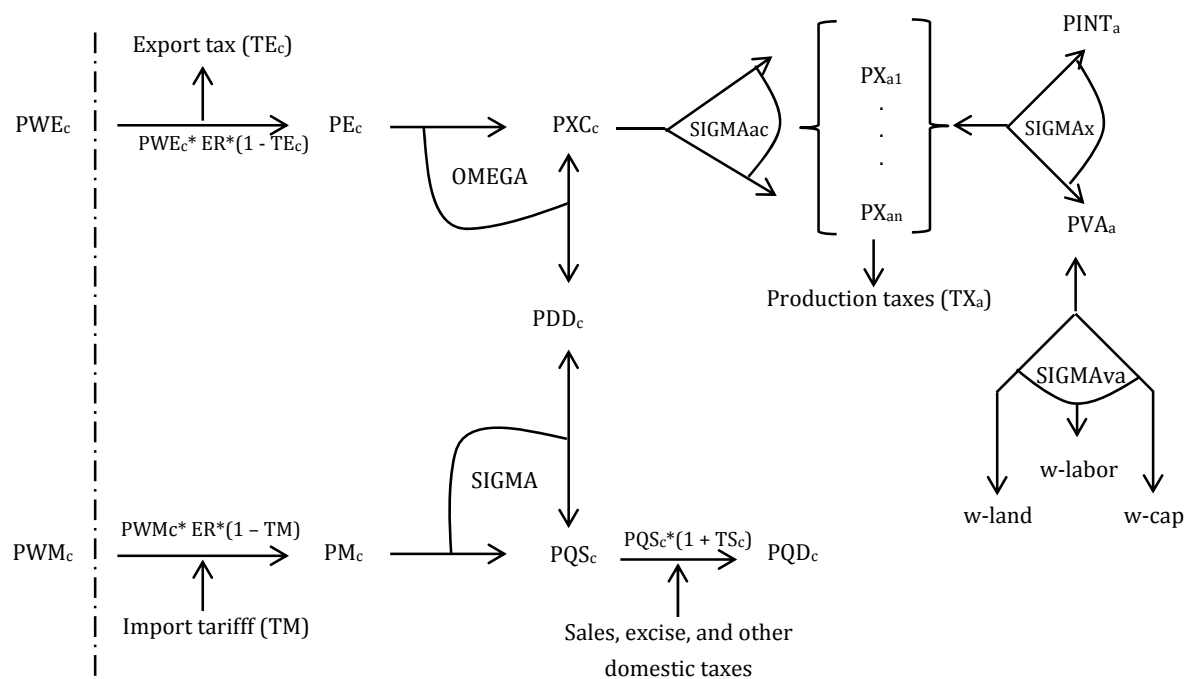 Export tax (TEc)
PINTa
PWEc
PWEc* ER*(1 - TEc)
PEc
PXCc
SIGMAac
PXa1
.
.
.
.
PXan
SIGMAx
OMEGA
PVAa
Production taxes (TXa)
PDDc
SIGMAva
w-labor
w-land
w-cap
SIGMA
PWMc
PWMc* ER*(1 – TM)
PMc
PQSc
PQSc*(1 + TSc)
PQDc
Import tarifff (TM)
Sales, excise, and other
domestic taxes